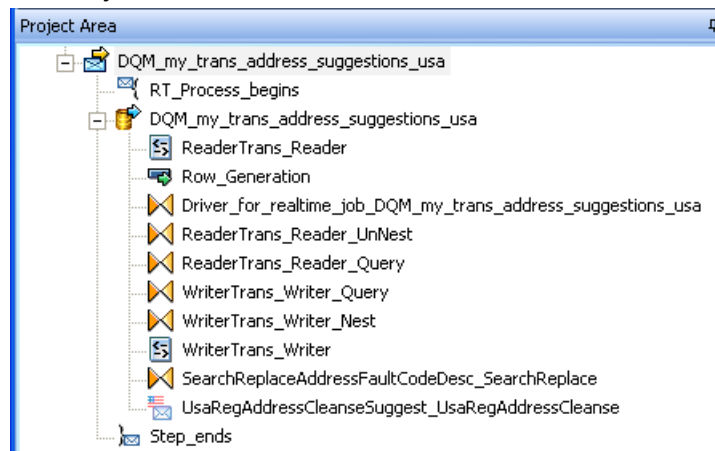 Project Area
DQM_my_trans_address_suggestions_usa
RT_Process_begins
DQM_my_trans_address_suggestions_usa
ReaderTrans_Reader
Row_Generation
Driver_for_realtime_job_DQM_my_trans_address_suggestions_usa
ReaderTrans_Reader_UnNest
ReaderTrans_Reader_Query
WriterTrans_Writer_Query
WriterTrans_Writer_Nest
WriterTrans_Writer
SearchReplaceAddressFaultCodeDesc_SearchReplace
UsaRegAddressCleanseSuggest_UsaRegAddressCleanse
Step_ends